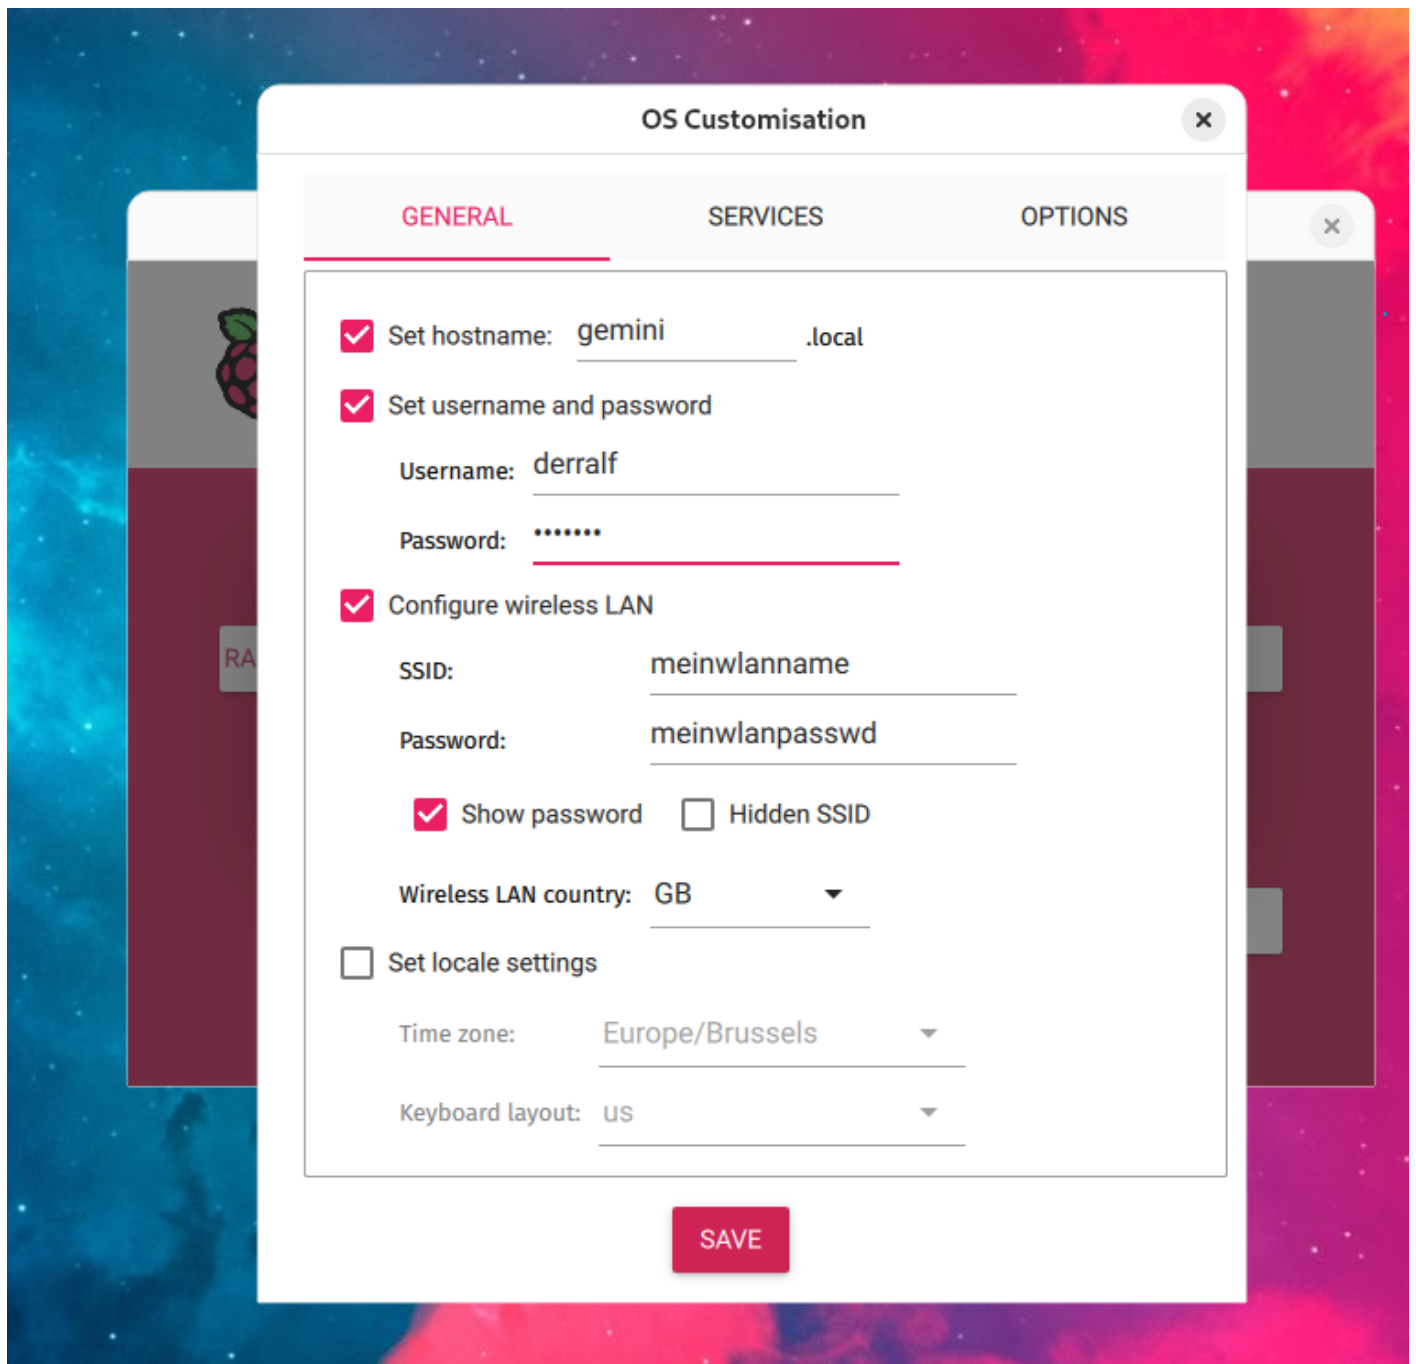 OS Customisation
GENERAL SERVICES OPTIONS
Set hostname: gemini .local
Set username and password
Username: derralf
Password: •••••••
Configure wireless LAN
SSID: meinwlanname
Password: meinwlanpasswd
Show password Hidden SSID
RA
Wireless LAN country: GB
Set locale settings
Time zone: Europe/Brussels
Keyboard layout: us
SAVE